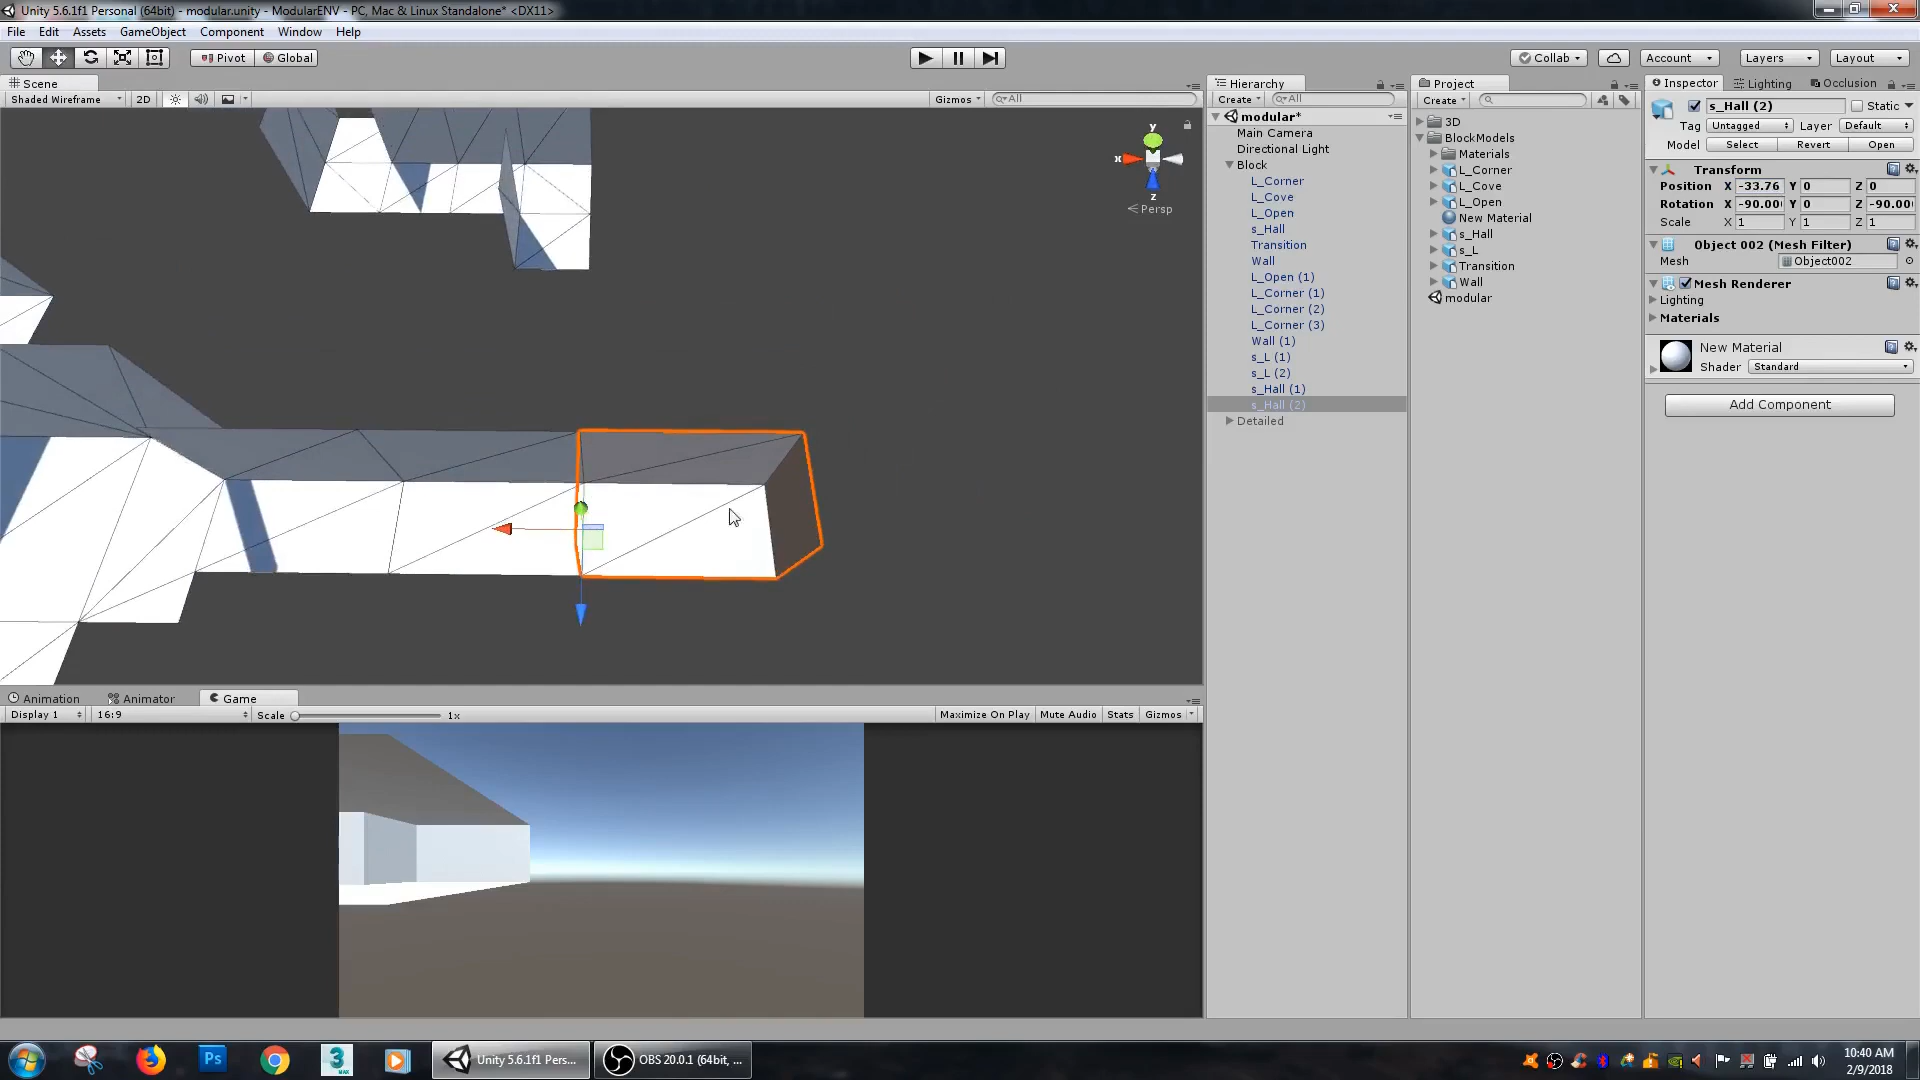 Unity 5.6.1f1 Personal (64bit) - modular.unity - ModularENV - PC, Mac & Linux Standalone* <DX11>
File Edit Assets GameObject Component Window Help
Pivot Global Collab Account Layers Layout
Scene
Shaded Wireframe 2D Gizmos All
y
x
z
Persp
Hierarchy
Create All
modular*
Main Camera
Directional Light
Block
L_Corner
L_Cove
L_Open
s_Hall
Transition
Wall
L_Open (1)
L_Corner (1)
L_Corner (2)
L_Corner (3)
Wall (1)
s_L (1)
s_L (2)
s_Hall (1)
s_Hall (2)
Detailed
Project
Create
3D
BlockModels
Materials
L_Corner
L_Cove
L_Open
New Material
s_Hall
s_L
Transition
Wall
modular
Inspector Lighting Occlusion
s_Hall (2) Static
Tag Untagged Layer Default
Model Select Revert Open
Transform
Position X -33.76 Y 0 Z 0
Rotation X -90.00 Y 0 Z -90.00
Scale X 1 Y 1 Z 1
Object 002 (Mesh Filter)
Mesh Object002
Mesh Renderer
Lighting
Materials
New Material
Shader Standard
Add Component
Animation Animator Game
Display 1 16:9 Scale 1x Maximize On Play Mute Audio Stats Gizmos
Ps
3
MAX
Unity 5.6.1f1 Pers...
OBS 20.0.1 (64bit, ...
10:40 AM
2/9/2018